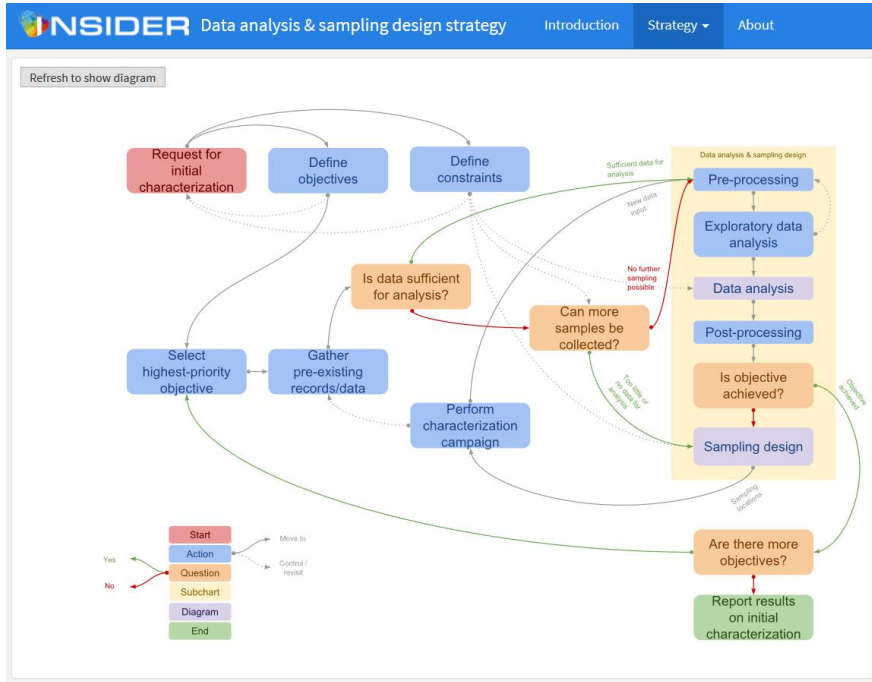 INSIDER Data analysis & sampling design strategy Introduction Strategy About
Refresh to show diagram
Request for
initial
characterization
Define
objectives
Define
constraints
Sufficient data for
analysis
Data analysis & sampling design
Pre-processing
New data
input
Exploratory data
analysis
No further
sampling
possible
Data analysis
Is data sufficient
for analysis?
Can more
samples be
collected?
Post-processing
Select
highest-priority
objective
Gather
pre-existing
records/data
Is objective
achieved?
Objective
achieved
Too little or
no data for
analysis
Perform
characterization
campaign
Sampling design
Sampling
locations
Are there more
objectives?
Report results
on initial
characterization
Start
Action
Question
Subchart
Diagram
End
Yes
No
Move to
Control /
revisit